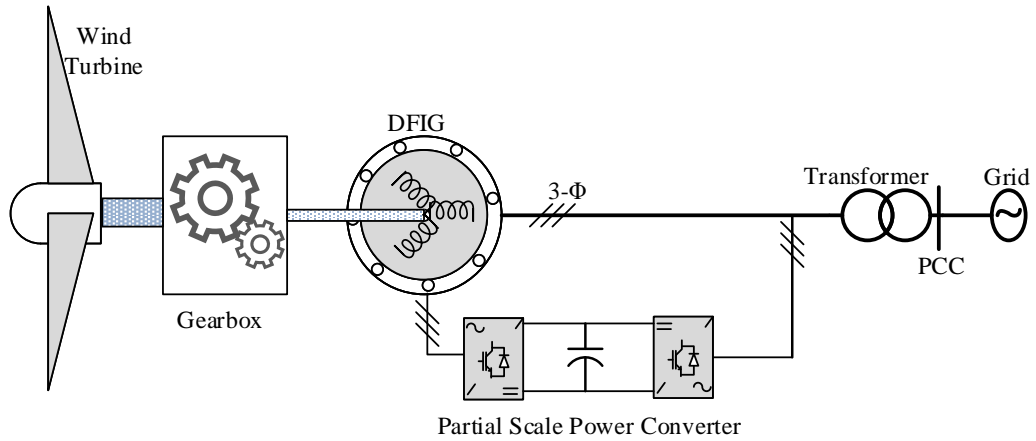 Wind
Turbine
DFIG
3-Φ
Transformer
Grid
PCC
Gearbox
Partial Scale Power Converter